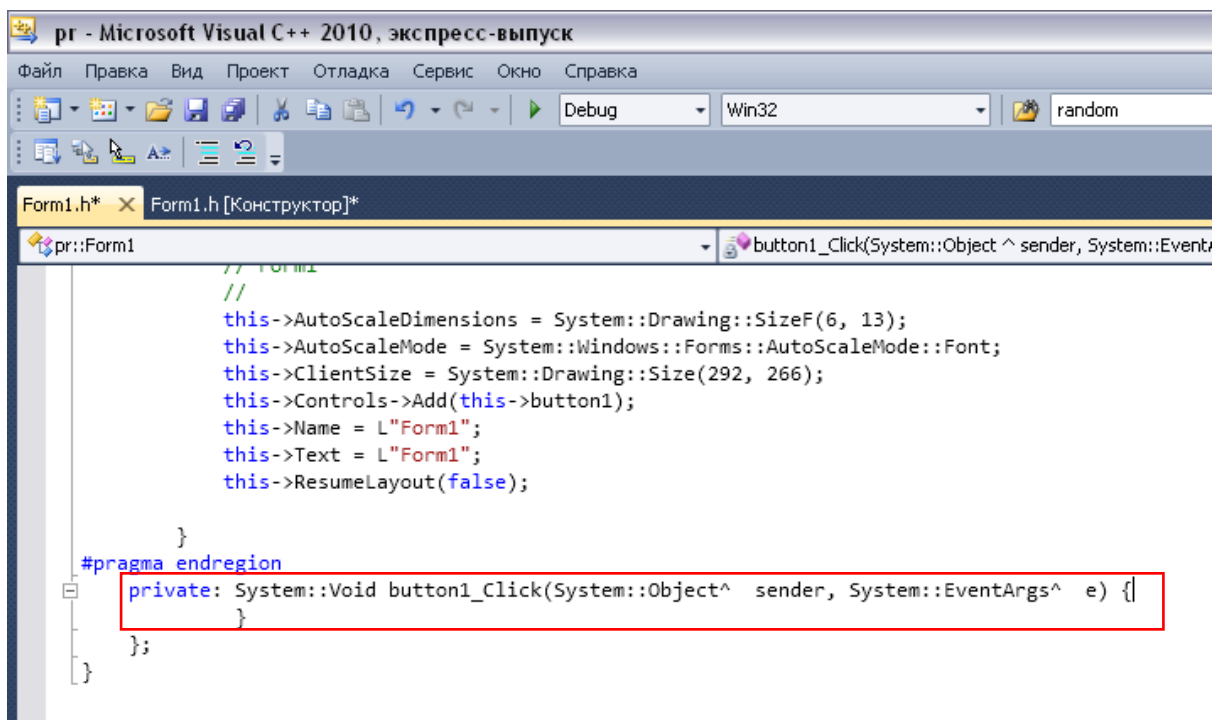 pr - Microsoft Visual C++ 2010, экспресс-выпуск
Файл Правка Вид Проект Отладка Сервис Окно Справка
Debug Win32 random
Form1.h* Form1.h [Конструктор]*
pr::Form1 button1_Click(System::Object ^ sender, System::Event
// Form1
//
this->AutoScaleDimensions = System::Drawing::SizeF(6, 13);
this->AutoScaleMode = System::Windows::Forms::AutoScaleMode::Font;
this->ClientSize = System::Drawing::Size(292, 266);
this->Controls->Add(this->button1);
this->Name = L"Form1";
this->Text = L"Form1";
this->ResumeLayout(false);
}
#pragma endregion
private: System::Void button1_Click(System::Object^  sender, System::EventArgs^  e) {
}
};
}